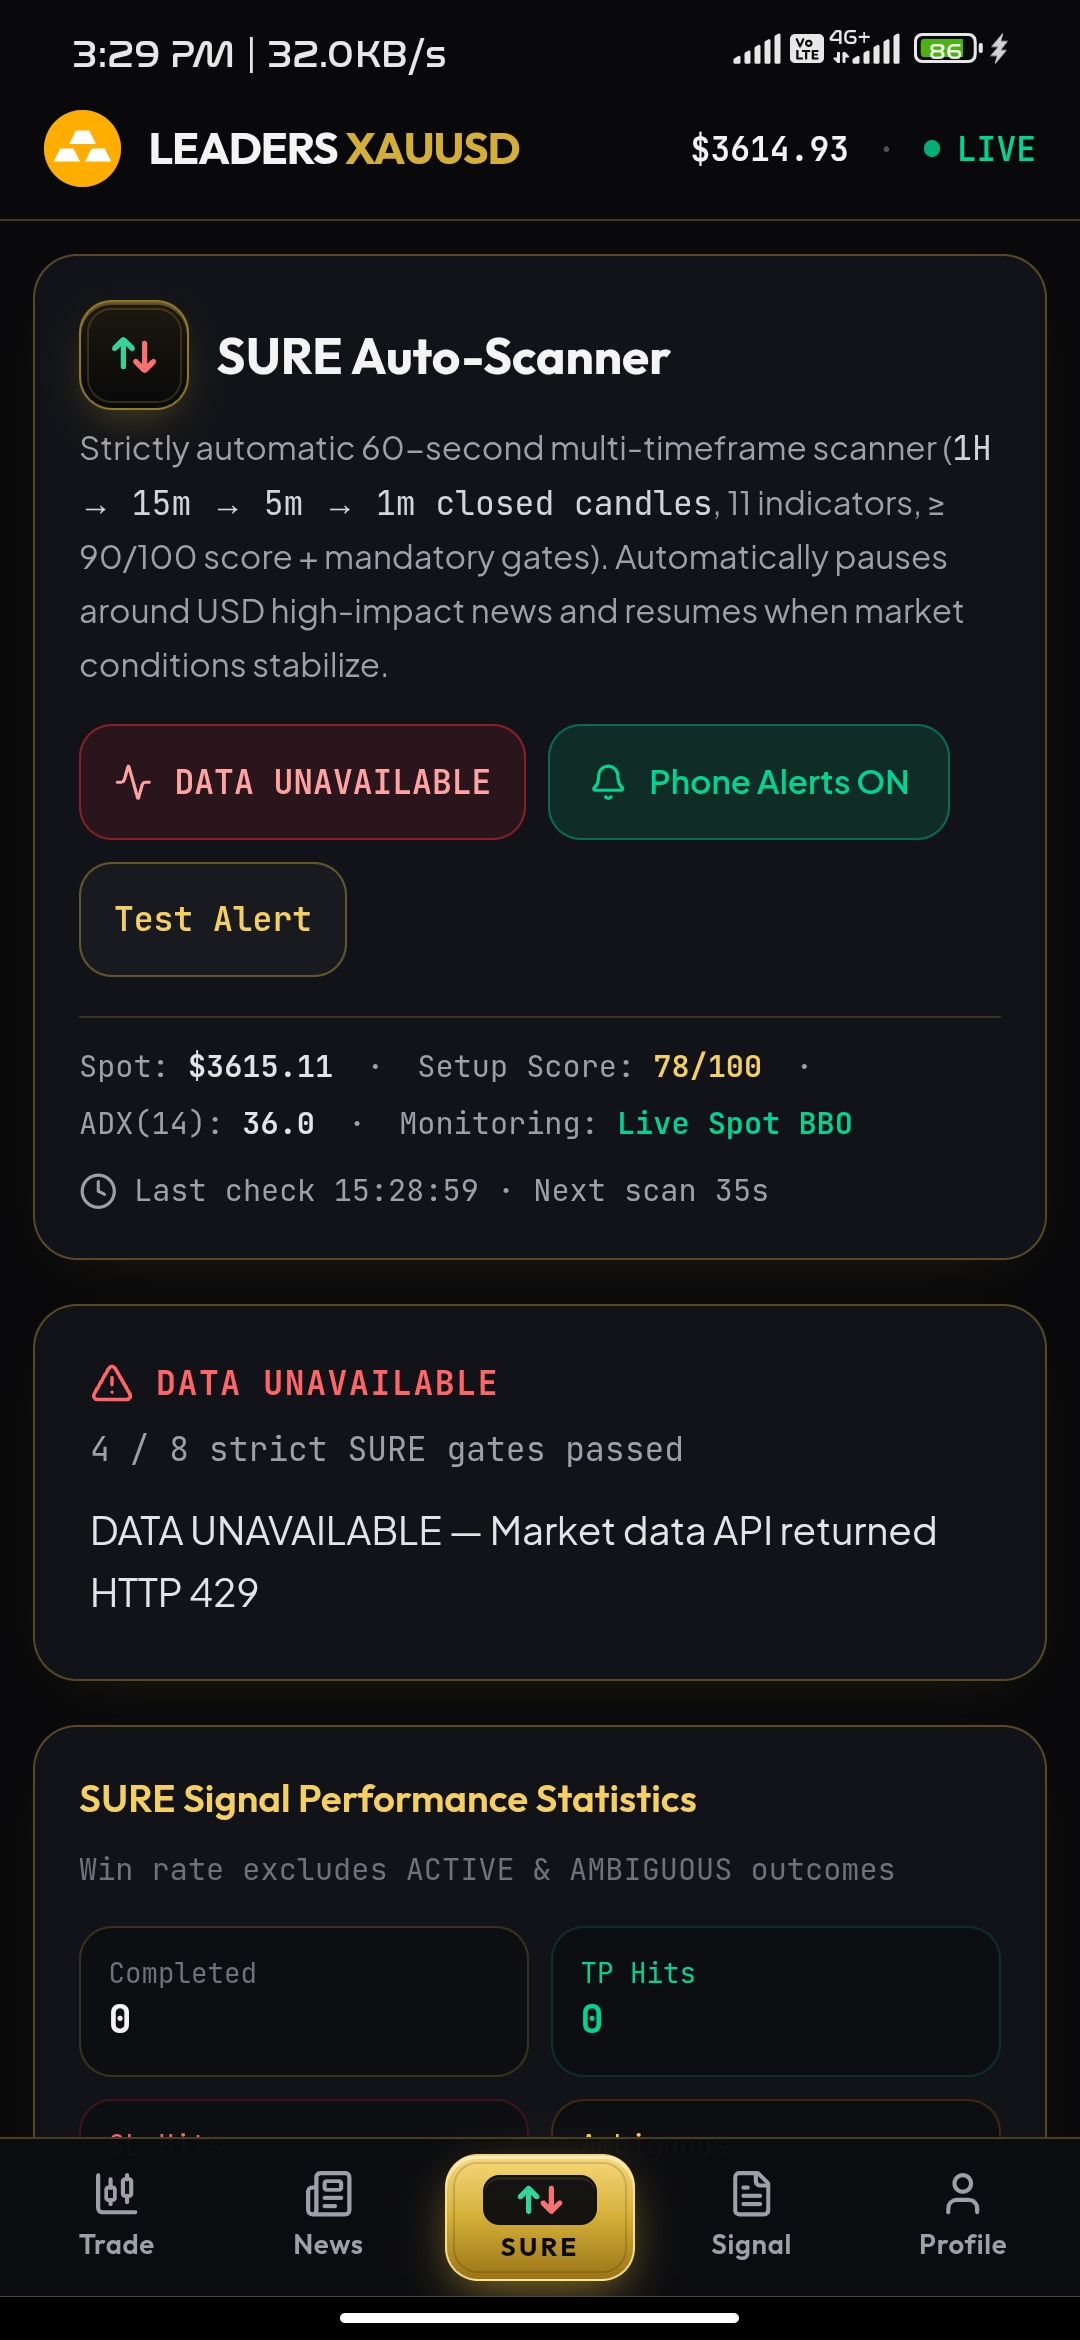 3:29 PM | 32.0KB/s
Vo LTE 4G+ 86
LEADERS XAUUSD $3614.93 · LIVE
SURE Auto-Scanner
Strictly automatic 60-second multi-timeframe scanner (1H
→ 15m → 5m → 1m closed candles, 11 indicators, ≥
90/100 score + mandatory gates). Automatically pauses
around USD high-impact news and resumes when market
conditions stabilize.
DATA UNAVAILABLE Phone Alerts ON
Test Alert
Spot: $3615.11 · Setup Score: 78/100 ·
ADX(14): 36.0 · Monitoring: Live Spot BBO
Last check 15:28:59 · Next scan 35s
DATA UNAVAILABLE
4 / 8 strict SURE gates passed
DATA UNAVAILABLE — Market data API returned
HTTP 429
SURE Signal Performance Statistics
Win rate excludes ACTIVE & AMBIGUOUS outcomes
Completed TP Hits
0 0
SL Hits Ambiguous
Trade News SURE Signal Profile